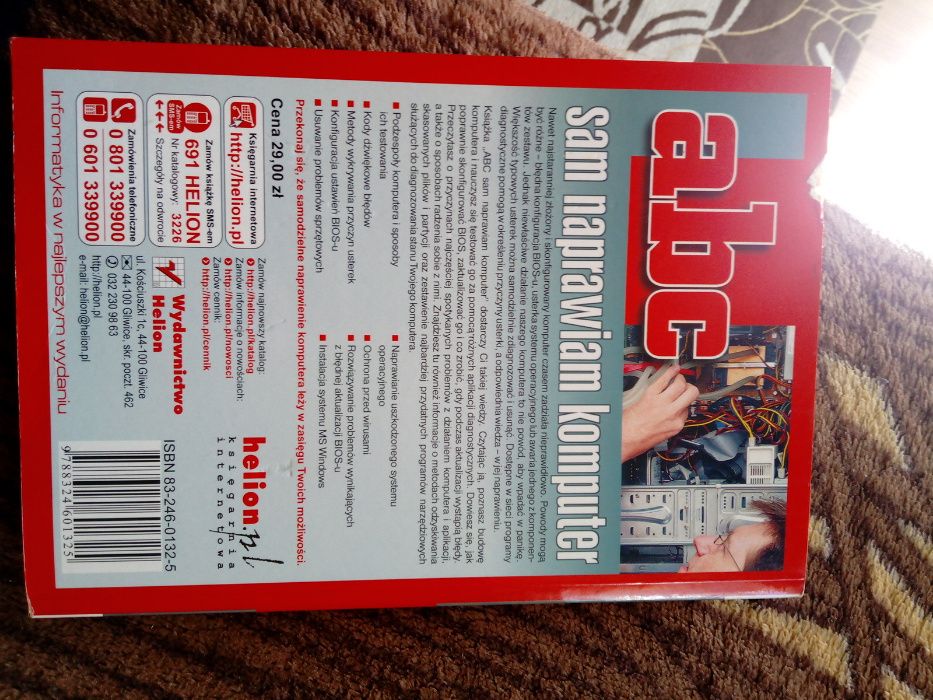 abc
sam naprawiam komputer
Nawet najstaranniej złożony i skonfigurowany komputer czasem zadziała nieprawidłowo. Powody mogą
być różne – błędna konfiguracja BIOS-u, usterka systemu operacyjnego lub awaria jednego z komponen-
tów zestawu. Jednak niewłaściwe działanie naszego komputera to nie powód, aby wpadać w panikę.
Większość typowych usterek można samodzielnie zdiagnozować i usunąć. Dostępne w sieci programy
diagnostyczne pomogą w określeniu przyczyny usterki, a odpowiednia wiedza – w jej naprawieniu.
Książka „ABC sam naprawiam komputer” dostarczy Ci takiej wiedzy. Czytając ją, poznasz budowę
komputera i nauczysz się testować go za pomocą różnych aplikacji diagnostycznych. Dowiesz się, jak
poprawnie skonfigurować BIOS, zaktualizować go i co zrobić, gdy podczas aktualizacji wystąpią błędy.
Przeczytasz o przyczynach najczęściej spotykanych problemów z działaniem komputera i aplikacji,
a także o sposobach radzenia sobie z nimi. Znajdziesz tu również informacje o metodach odzyskiwania
skasowanych plików i partycji oraz zestawienie najbardziej przydatnych programów narzędziowych
służących do diagnozowania stanu Twojego komputera.
■ Podzespoły komputera i sposoby
ich testowania
■ Kody dźwiękowe błędów
■ Metody wykrywania przyczyn usterek
■ Konfiguracja ustawień BIOS-u
■ Usuwanie problemów sprzętowych
■ Naprawianie uszkodzonego systemu
operacyjnego
■ Ochrona przed wirusami
■ Rozwiązywanie problemów wynikających
z błędnej aktualizacji BIOS-u
■ Instalacja systemu MS Windows
Przekonaj się, że samodzielne naprawienie komputera leży w zasięgu Twoich możliwości.
Cena 29,00 zł
Księgarnia internetowa
http://helion.pl
Zamów książkę SMS-em
691 HELION
Zamów
SMS-em
Nr katalogowy: 3226
Szczegóły na odwrocie
Zamówienia telefoniczne
0 801 339900
0 601 339900
Zamów najnowszy katalog:
http://helion.pl/katalog
Zamów informacje o nowościach:
http://helion.pl/nowosci
Zamów cennik:
http://helion.pl/cennik
Wydawnictwo
Helion
ul. Kościuszki 1c, 44-100 Gliwice
44-100 Gliwice, skr. poczt. 462
032 230 98 63
http://helion.pl
e-mail: helion@helion.pl
helion.pl
księgarnia
internetowa
ISBN 83-246-0132-5
9788324601325
Informatyka w najlepszym wydaniu